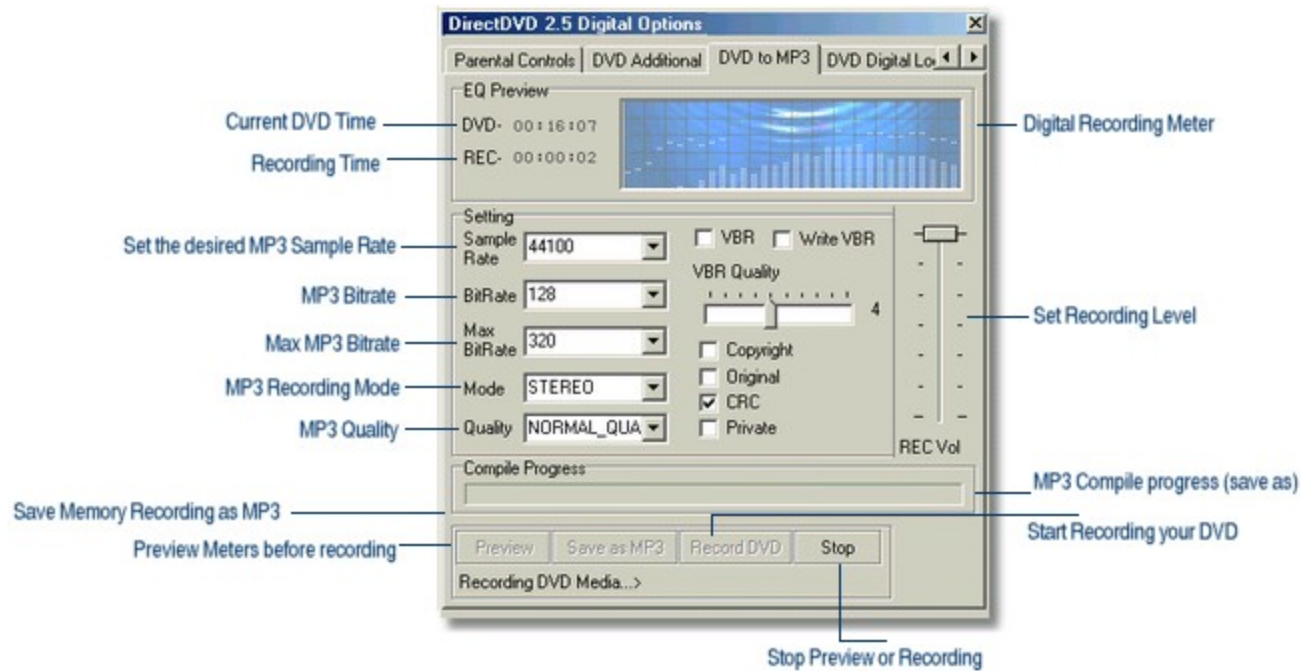 DirectDVD 2.5 Digital Options
Parental Controls
DVD Additional
DVD to MP3
DVD Digital Lo
EQ Preview
Current DVD Time
DVD- 00:16:07
Digital Recording Meter
Recording Time
REC- 00:00:02
Setting
Set the desired MP3 Sample Rate
Sample
Rate
44100
VBR
Write VBR
VBR Quality
MP3 Bitrate
BitRate
128
4
Set Recording Level
Max MP3 Bitrate
Max
BitRate
320
Copyright
Original
MP3 Recording Mode
Mode
STEREO
CRC
MP3 Quality
Quality
NORMAL_QUA
Private
REC Vol
Compile Progress
MP3 Compile progress (save as)
Save Memory Recording as MP3
Start Recording your DVD
Preview Meters before recording
Preview
Save as MP3
Record DVD
Stop
Recording DVD Media...>
Stop Preview or Recording